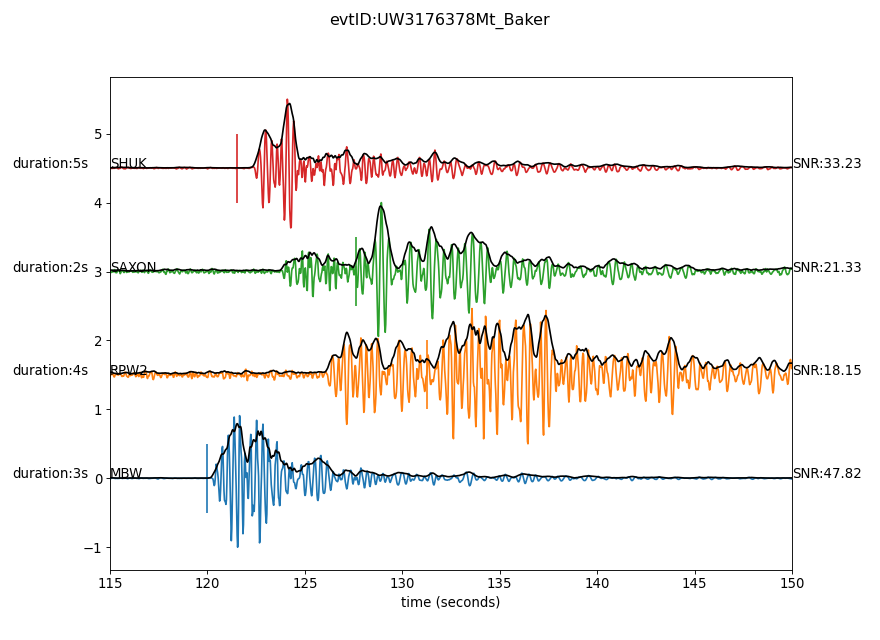 evtID:UW3176378Mt_Baker
5
duration:5s SHUK SNR:33.23
4
duration:2s SAXON SNR:21.33
3
2
duration:4s RPW2 SNR:18.15
1
duration:3s MBW SNR:47.82
0
−1
115 120 125 130 135 140 145 150
time (seconds)